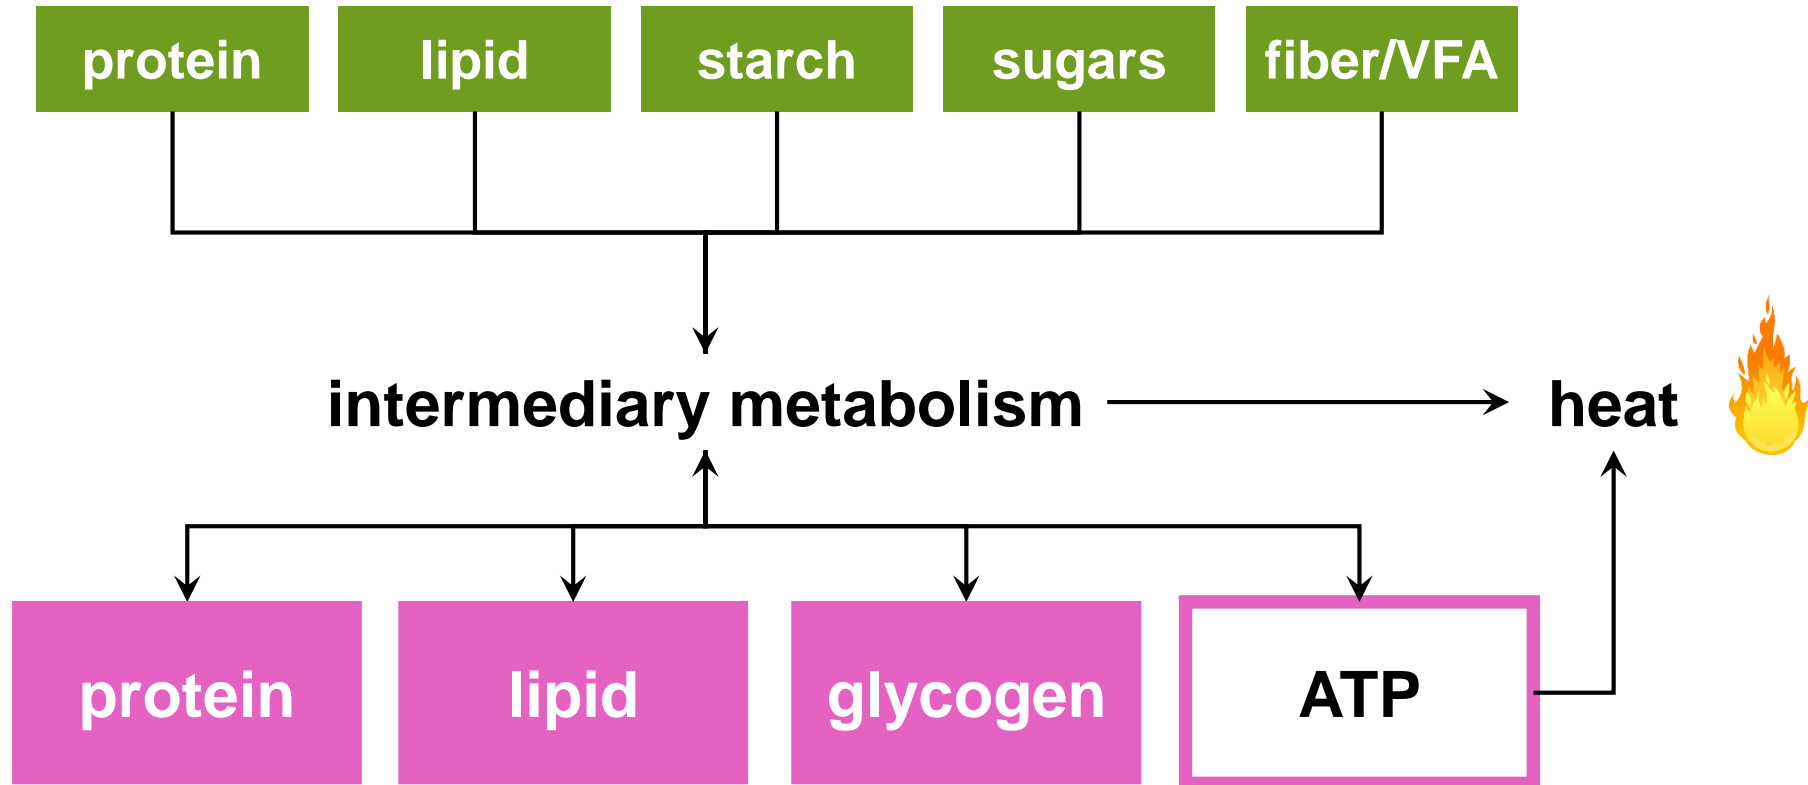 protein
lipid
starch
sugars
fiber/VFA
intermediary metabolism
heat
protein
lipid
glycogen
ATP